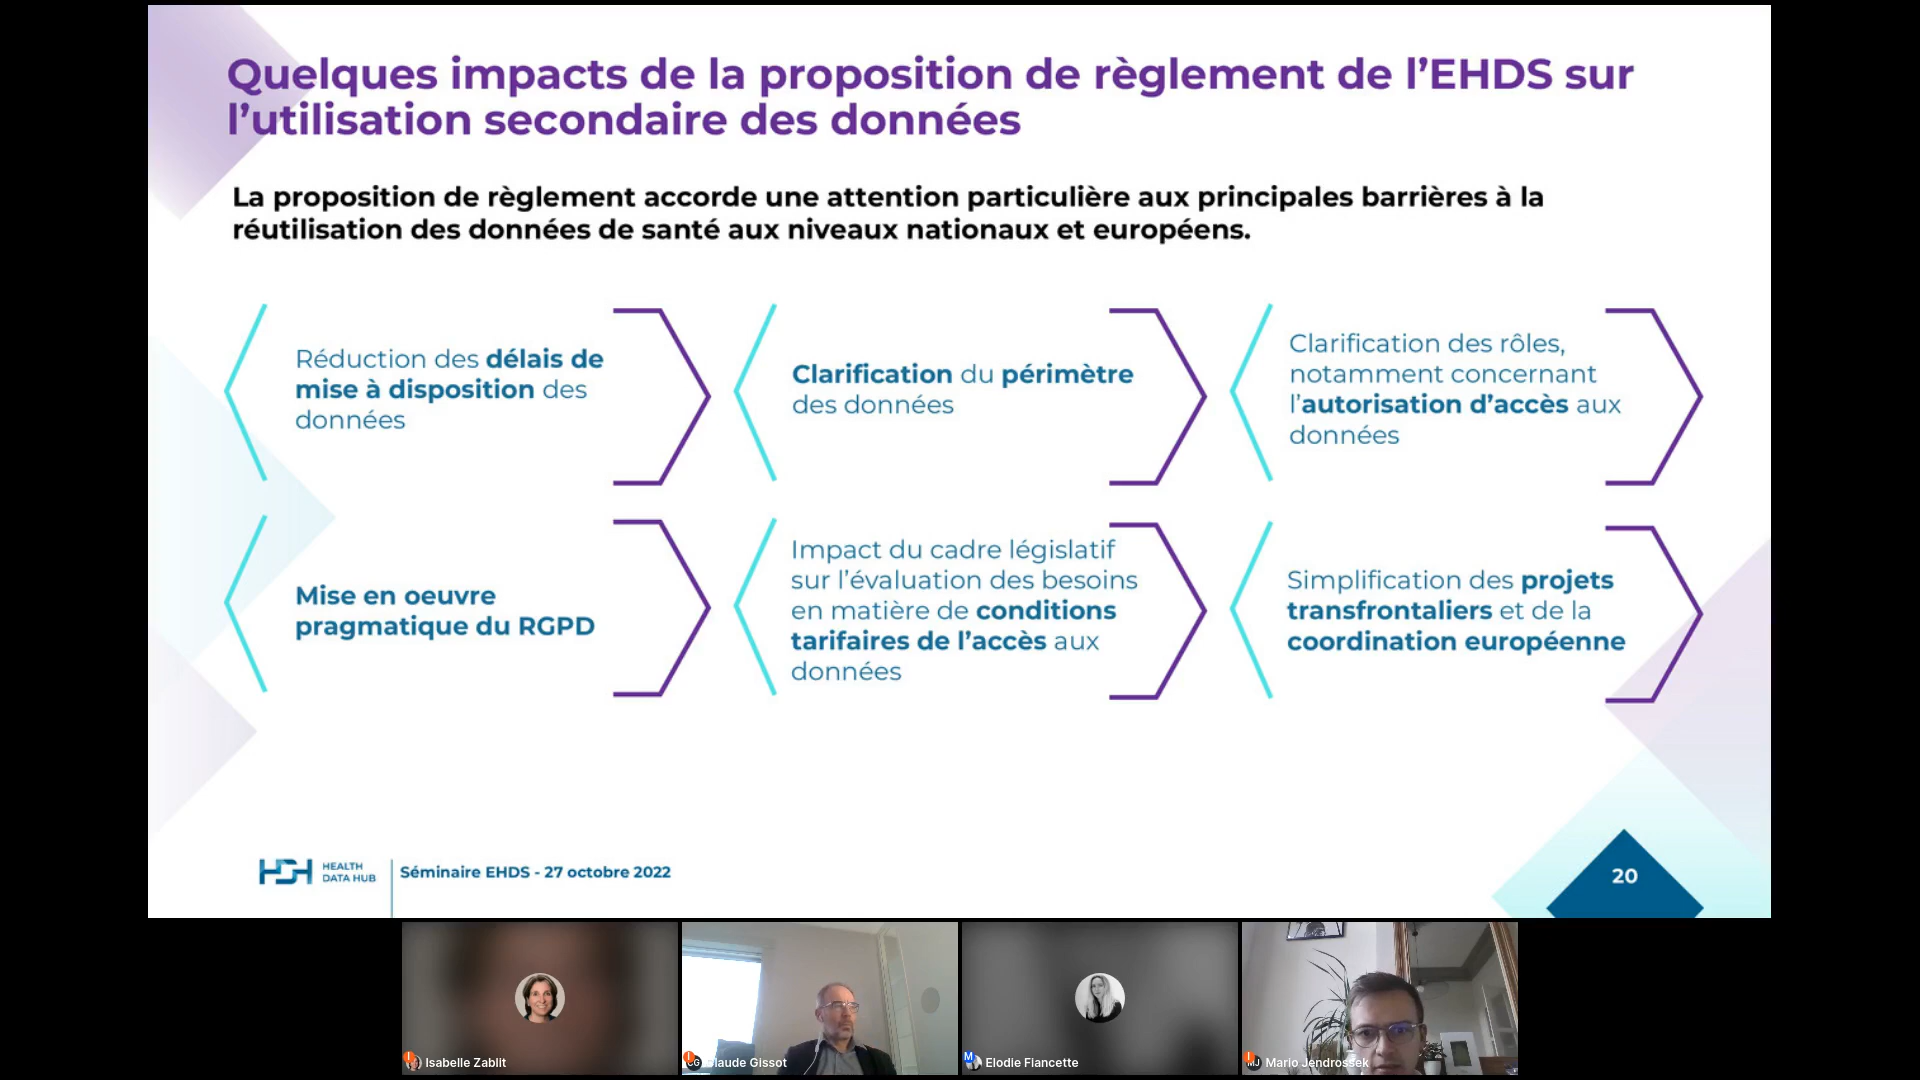 Quelques impacts de la proposition de règlement de l’EHDS sur
l’utilisation secondaire des données
La proposition de règlement accorde une attention particulière aux principales barrières à la
réutilisation des données de santé aux niveaux nationaux et européens.
Réduction des délais de
mise à disposition des
données
Clarification du périmètre
des données
Clarification des rôles,
notamment concernant
l’autorisation d’accès aux
données
Mise en oeuvre
pragmatique du RGPD
Impact du cadre législatif
sur l’évaluation des besoins
en matière de conditions
tarifaires de l’accès aux
données
Simplification des projets
transfrontaliers et de la
coordination européenne
HDH
HEALTH
DATA HUB
Séminaire EHDS - 27 octobre 2022
20
Isabelle Zablit
Claude Gissot
M
Elodie Fiancette
MJ
Mario Jendrossek